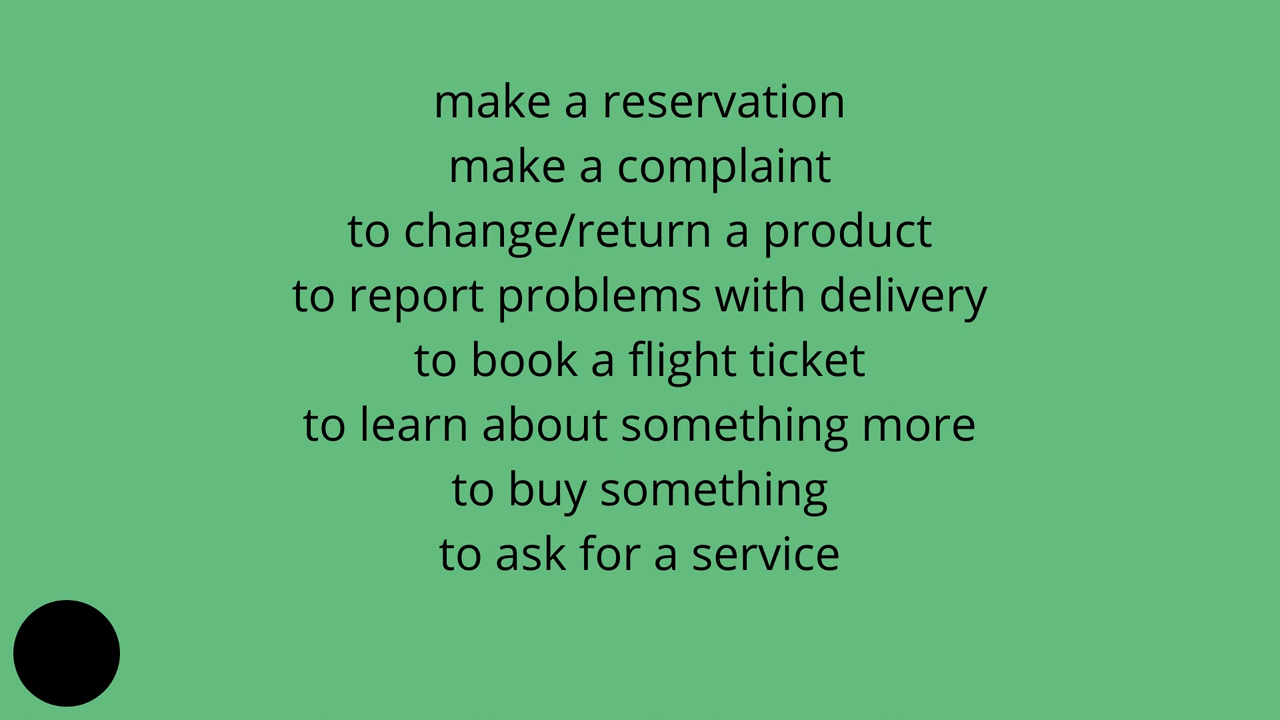 make a reservation
make a complaint
to change/return a product
to report problems with delivery
to book a flight ticket
to learn about something more
to buy something
to ask for a service